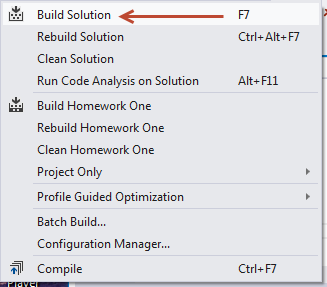 Build Solution F7
Rebuild Solution Ctrl+Alt+F7
Clean Solution
Run Code Analysis on Solution Alt+F11
Build Homework One
Rebuild Homework One
Clean Homework One
Project Only
Profile Guided Optimization
Batch Build...
Configuration Manager...
Compile Ctrl+F7
Player